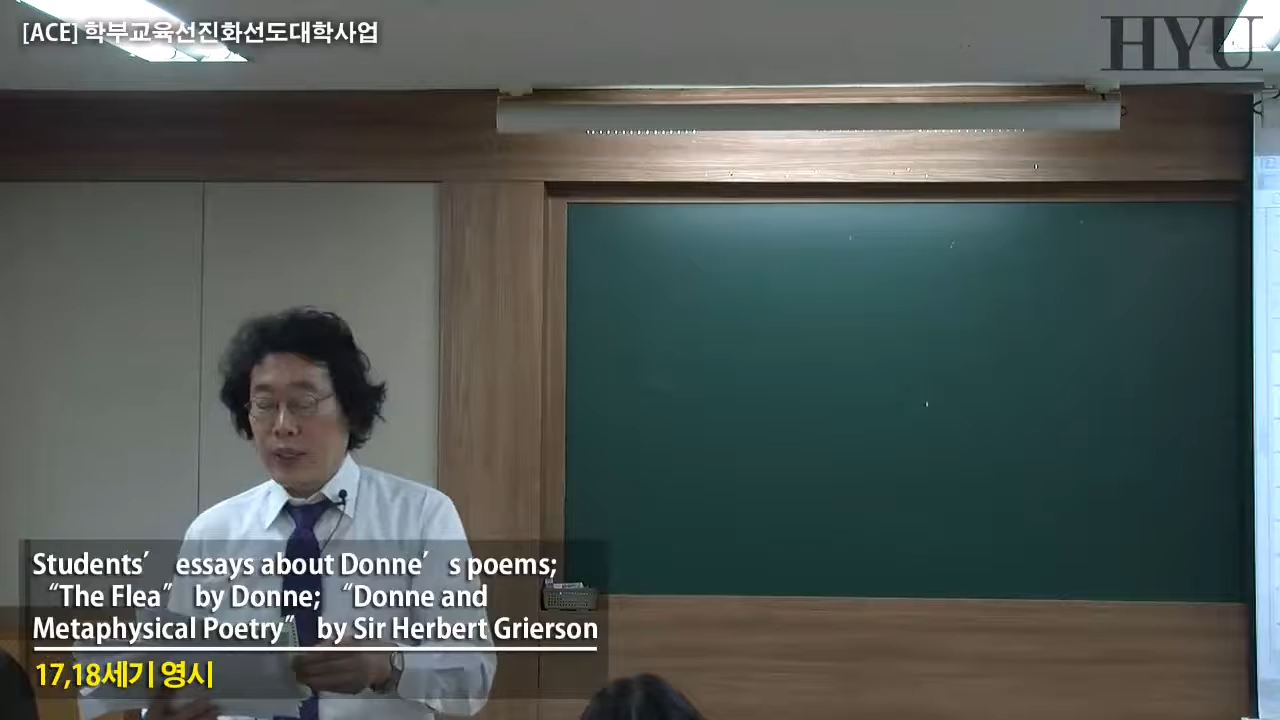 [ACE] 학부교육선진화선도대학사업
HYU
Students’ essays about Donne’s poems;
“The Flea” by Donne; “Donne and
Metaphysical Poetry” by Sir Herbert Grierson
17,18세기 영시